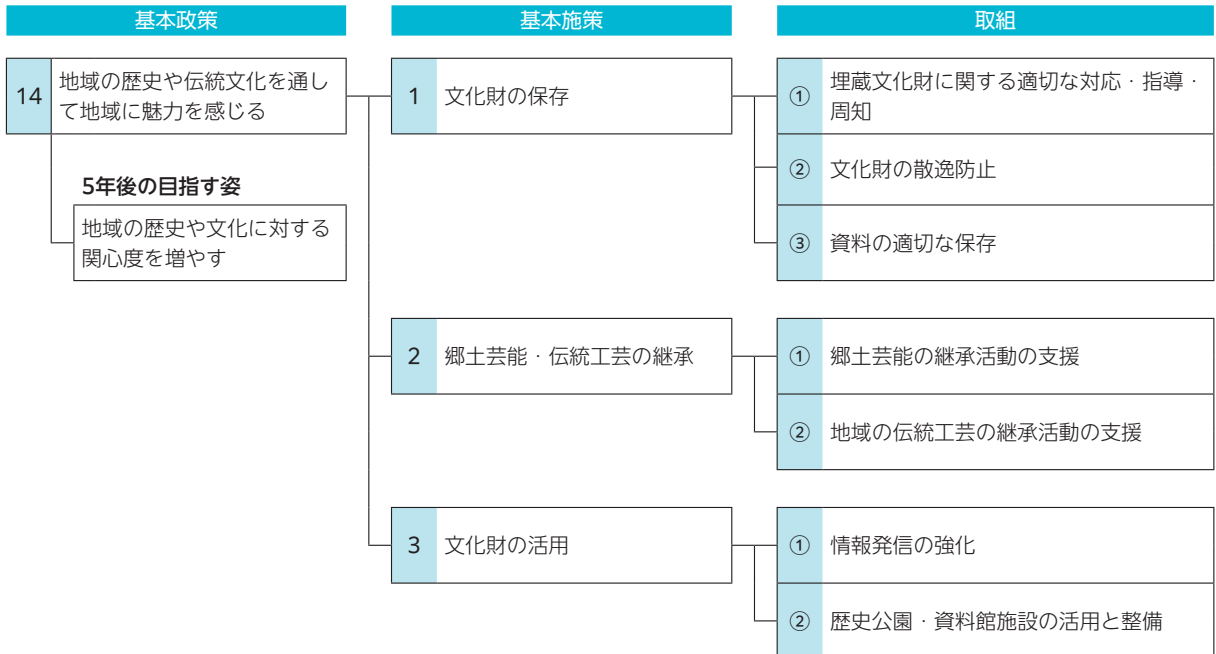 基本政策
基本施策
取組
14
地域の歴史や伝統文化を通し
て地域に魅力を感じる
5年後の目指す姿
地域の歴史や文化に対する
関心度を増やす
1 文化財の保存
① 埋蔵文化財に関する適切な対応・指導・
周知
② 文化財の散逸防止
③ 資料の適切な保存
2 郷土芸能・伝統工芸の継承
① 郷土芸能の継承活動の支援
② 地域の伝統工芸の継承活動の支援
3 文化財の活用
① 情報発信の強化
② 歴史公園・資料館施設の活用と整備